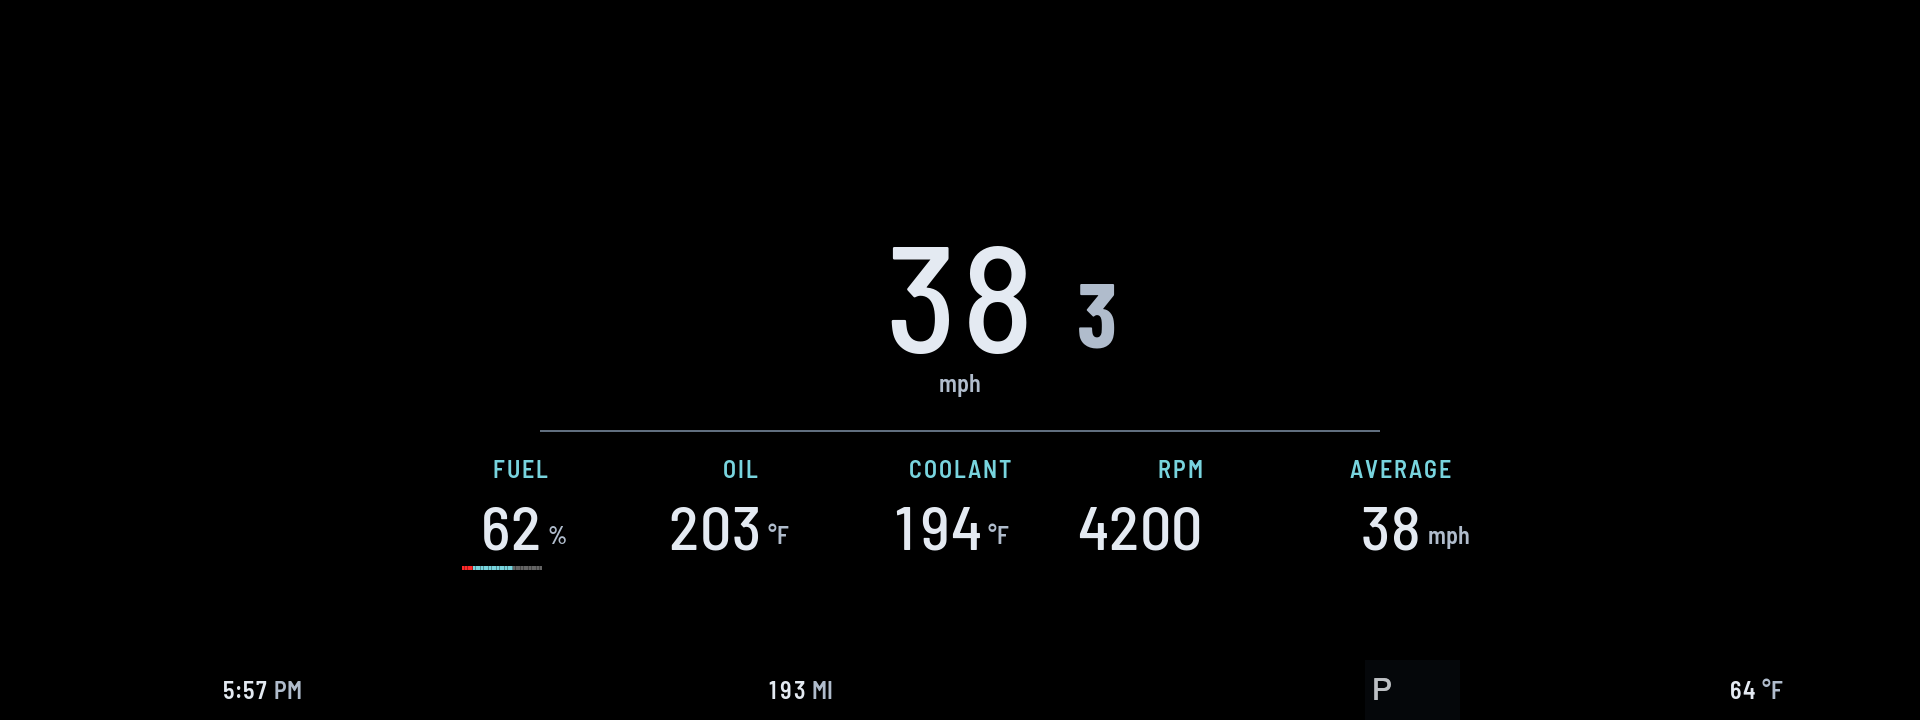 38 3
mph
FUEL OIL COOLANT RPM AVERAGE
62 % 203 °F 194 °F 4200 38 mph
5:57 PM 193 MI P 64 °F